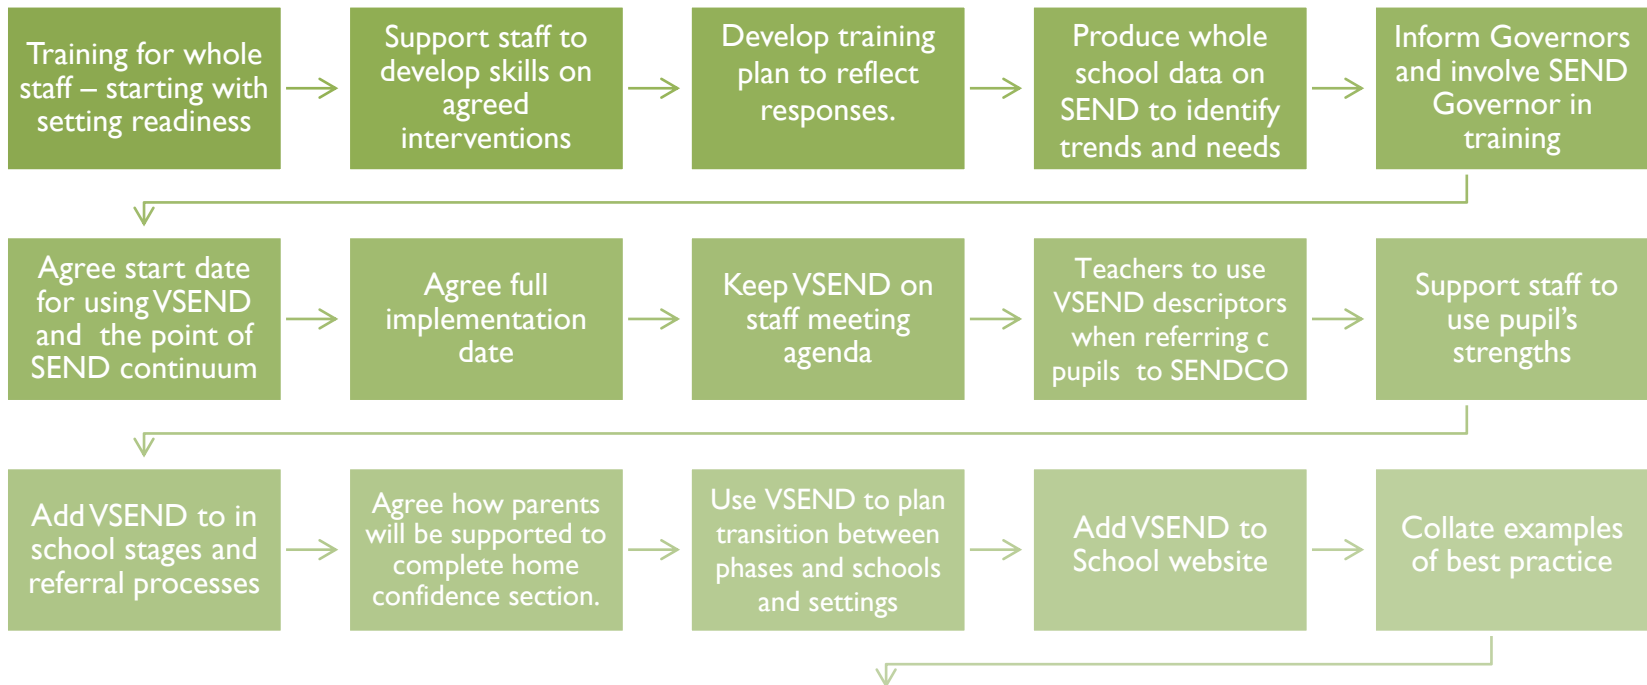 Training for whole
staff – starting with
setting readiness
Support staff to
develop skills on
agreed
interventions
Develop training
plan to reflect
responses.
Produce whole
school data on
SEND to identify
trends and needs
Inform Governors
and involve SEND
Governor in
training
Agree start date
for using VSEND
and the point of
SEND continuum
Agree full
implementation
date
Keep VSEND on
staff meeting
agenda
Teachers to use
VSEND descriptors
when referring c
pupils to SENDCO
Support staff to
use pupil's
strengths
Add VSEND to in
school stages and
referral processes
Agree how parents
will be supported to
complete home
confidence section.
Use VSEND to plan
transition between
phases and schools
and settings
Add VSEND to
School website
Collate examples
of best practice